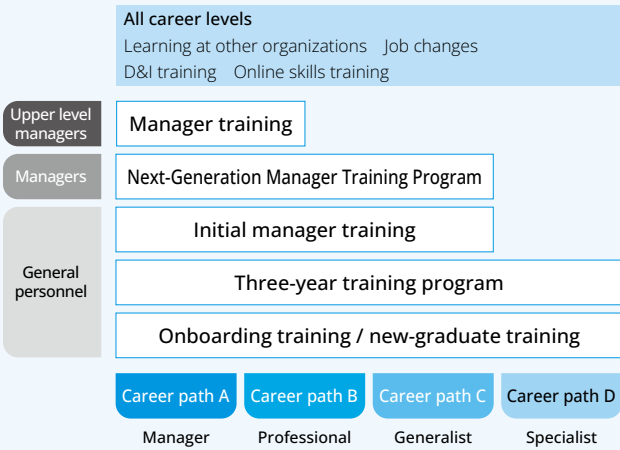 All career levels
Learning at other organizations Job changes
D&I training Online skills training
Upper level
managers
Manager training
Managers
Next-Generation Manager Training Program
General
personnel
Initial manager training
Three-year training program
Onboarding training / new-graduate training
Career path A Career path B Career path C Career path D
Manager Professional Generalist Specialist